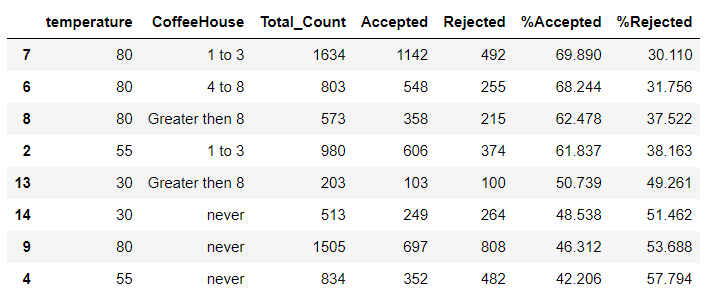 temperature CoffeeHouse Total_Count Accepted Rejected %Accepted %Rejected
7 80 1 to 3 1634 1142 492 69.890 30.110
6 80 4 to 8 803 548 255 68.244 31.756
8 80 Greater then 8 573 358 215 62.478 37.522
2 55 1 to 3 980 606 374 61.837 38.163
13 30 Greater then 8 203 103 100 50.739 49.261
14 30 never 513 249 264 48.538 51.462
9 80 never 1505 697 808 46.312 53.688
4 55 never 834 352 482 42.206 57.794